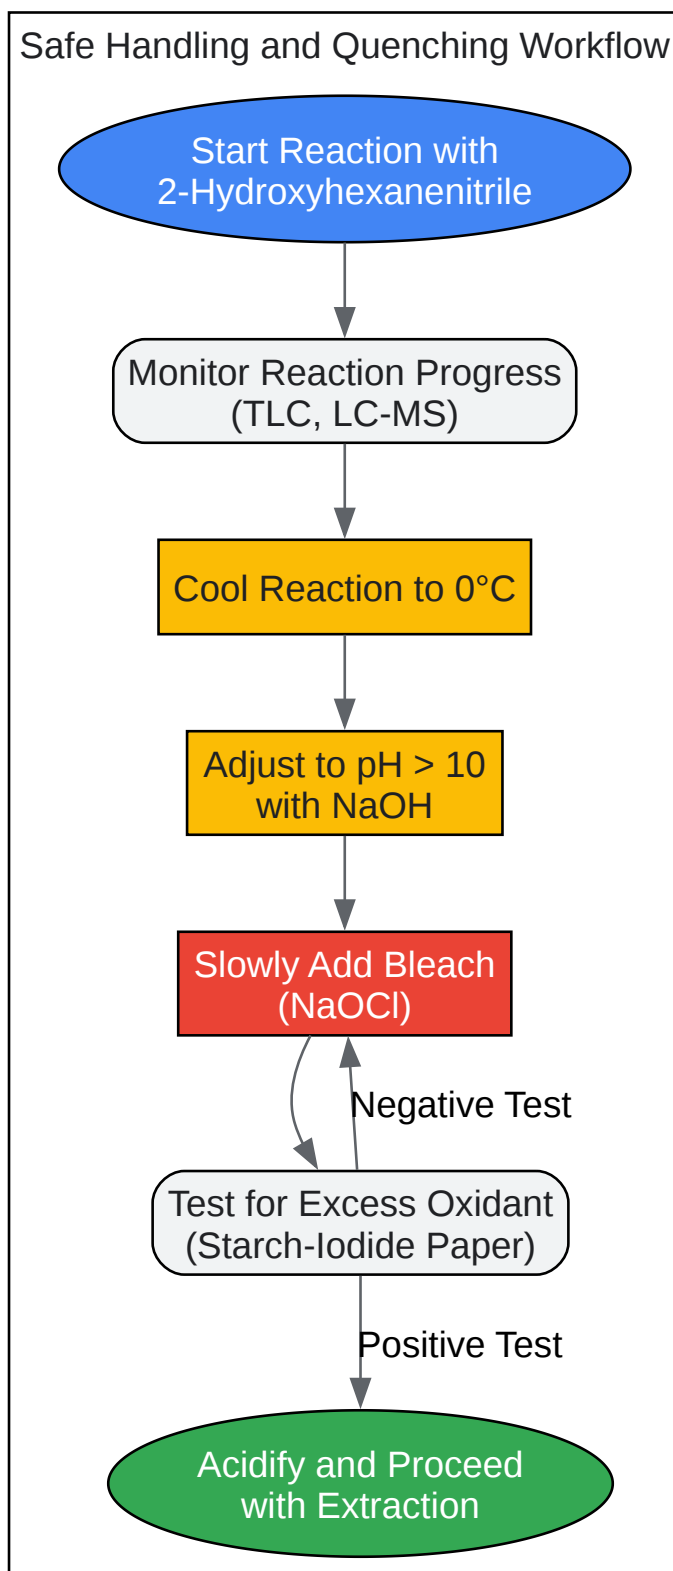 Safe Handling and Quenching Workflow
Start Reaction with
2-Hydroxyhexanenitrile
Monitor Reaction Progress
(TLC, LC-MS)
Cool Reaction to 0°C
Adjust to pH > 10
with NaOH
Slowly Add Bleach
(NaOCl)
Negative Test
Test for Excess Oxidant
(Starch-Iodide Paper)
Positive Test
Acidify and Proceed
with Extraction